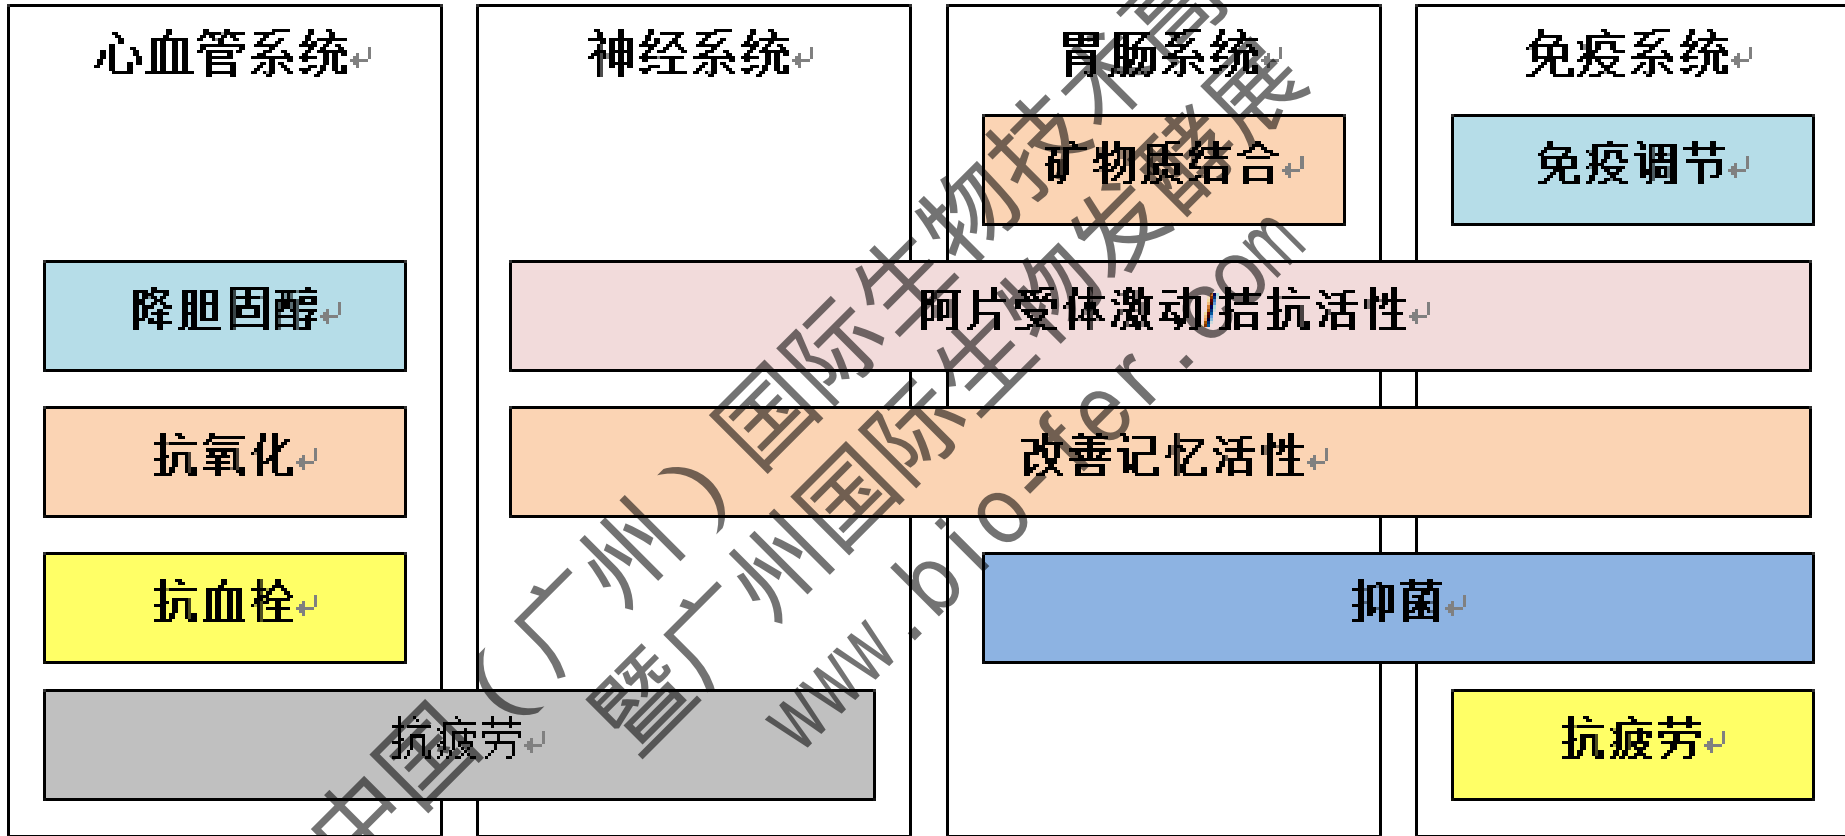 心血管系统
神经系统
胃肠系统
免疫系统
矿物质结合
免疫调节
降胆固醇
阿片受体激动/拮抗活性
抗氧化
改善记忆活性
抗血栓
抑菌
抗疲劳
抗疲劳
中国（广州）国际生物技术高
暨广州国际生物发酵展
www.bio-fer.com